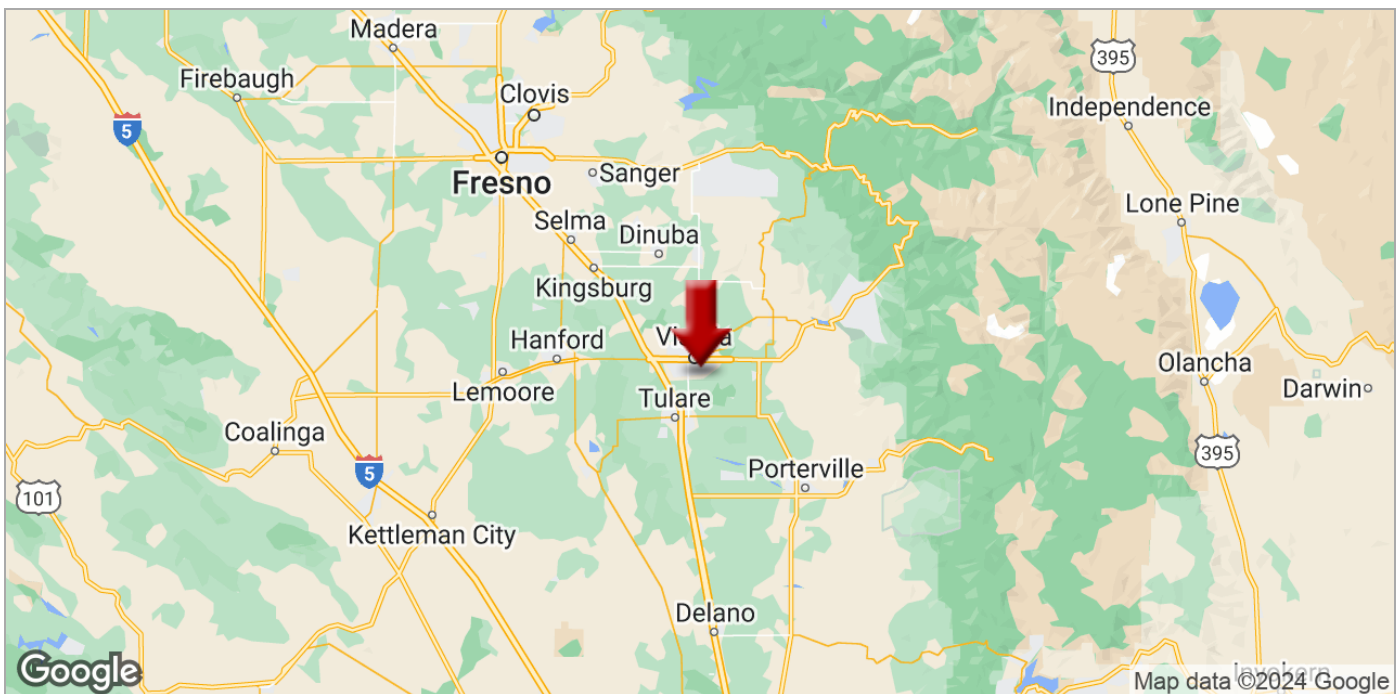 Madera
395
Firebaugh
Clovis
Independence
5
Fresno
Sanger
Lone Pine
Selma
Dinuba
Kingsburg
Hanford
Olancha
Lemoore
Darwin
Tulare
Coalinga
5
395
Porterville
101
Kettleman City
Delano
Google
Map data ©2024 Google